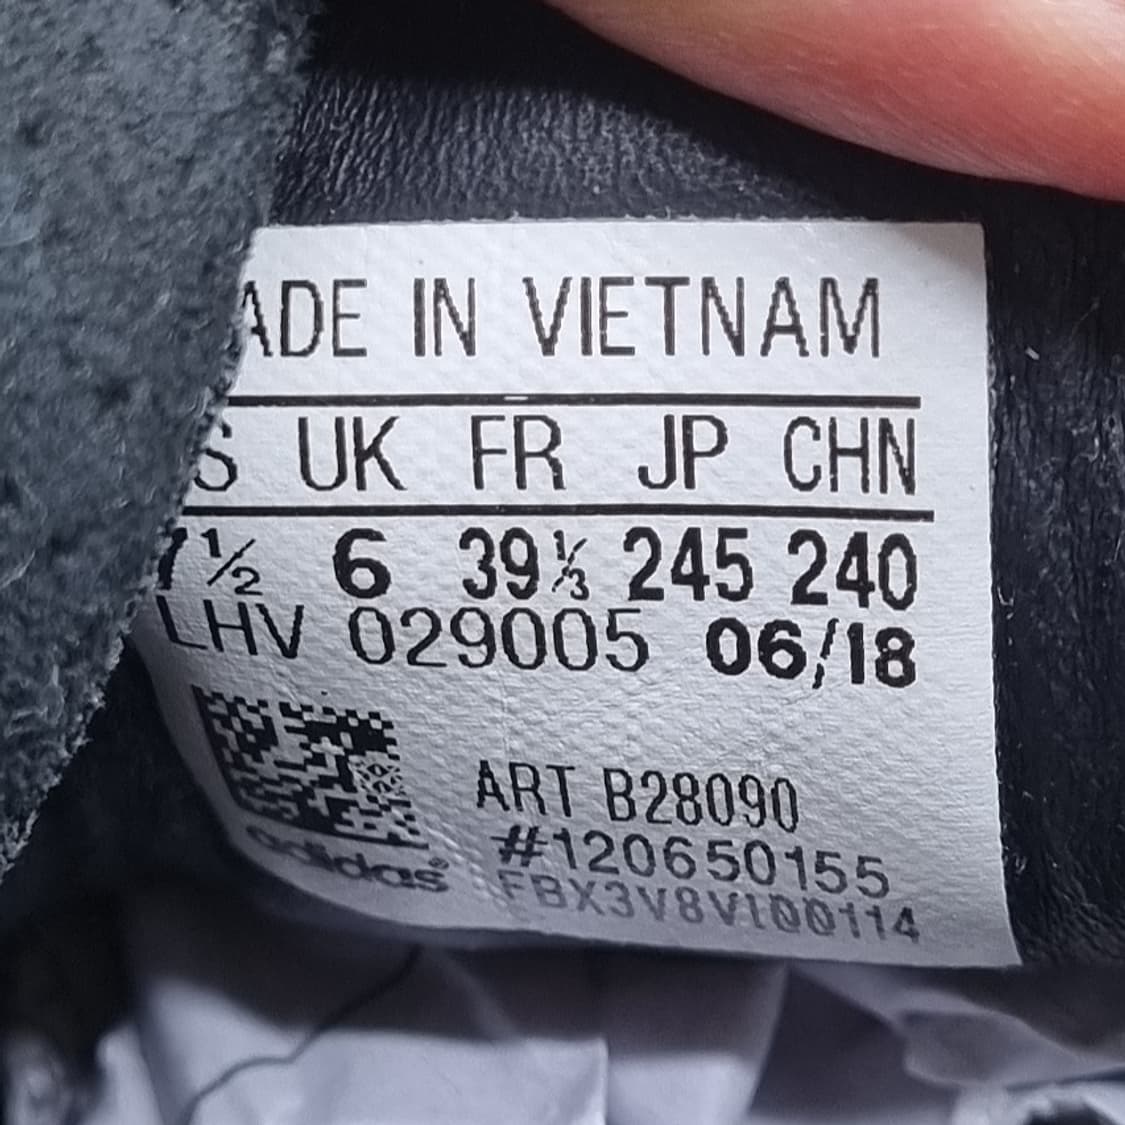 ADE IN VIETNAM
S UK FR JP CHN
7½ 6 39⅓ 245 240
LHV 029005 06/18
ART B28090
#120650155
adidas®
FBX3V8V100114